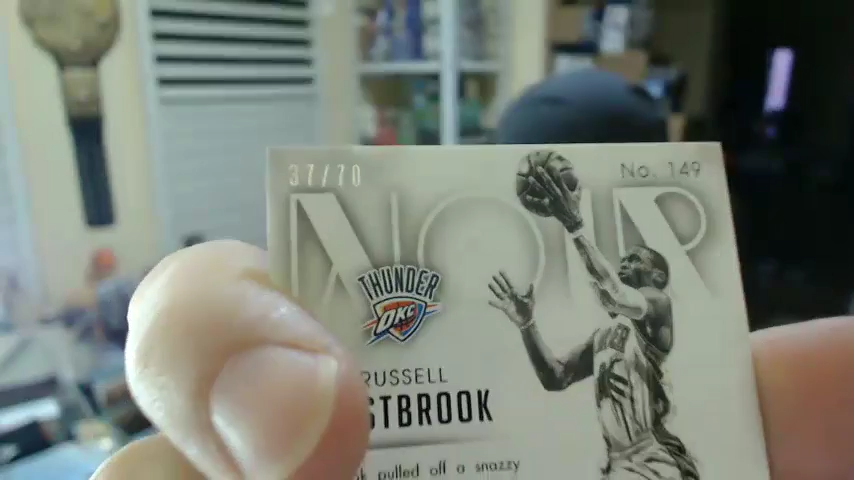 37/70
No. 149
NOIR
THUNDER
OKC
RUSSELL
STBROOK
pulled off a snazzy